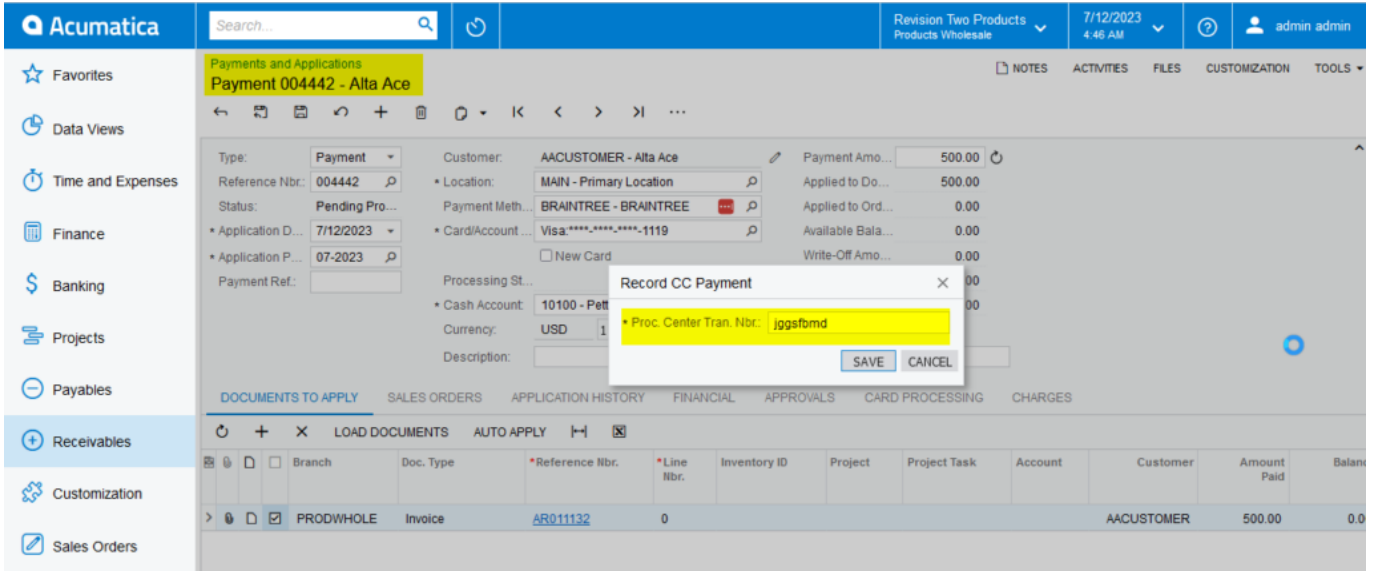 Acumatica
Search...
Revision Two Products
Products Wholesale
7/12/2023
4:46 AM
admin admin
Favorites
Data Views
Time and Expenses
Finance
Banking
Projects
Payables
Receivables
Customization
Sales Orders
Payments and Applications
Payment 004442 - Alta Ace
NOTES ACTIVITIES FILES CUSTOMIZATION TOOLS
Type: Payment
Reference Nbr.: 004442
Status: Pending Pro...
* Application D... 7/12/2023
* Application P... 07-2023
Payment Ref.:
Customer: AACUSTOMER - Alta Ace
* Location: MAIN - Primary Location
Payment Meth... BRAINTREE - BRAINTREE
* Card/Account ... Visa:****-****-****-1119
New Card
Processing St...
* Cash Account: 10100 - Pett
Currency: USD 1
Description:
Payment Amo... 500.00
Applied to Do... 500.00
Applied to Ord... 0.00
Available Bala... 0.00
Write-Off Amo... 0.00
00
00
Record CC Payment
* Proc. Center Tran. Nbr.: jggsfbmd
SAVE CANCEL
DOCUMENTS TO APPLY SALES ORDERS APPLICATION HISTORY FINANCIAL APPROVALS CARD PROCESSING CHARGES
LOAD DOCUMENTS AUTO APPLY
Branch Doc. Type *Reference Nbr. *Line Nbr. Inventory ID Project Project Task Account Customer Amount Paid Balanc
PRODWHOLE Invoice AR011132 0 AACUSTOMER 500.00 0.0